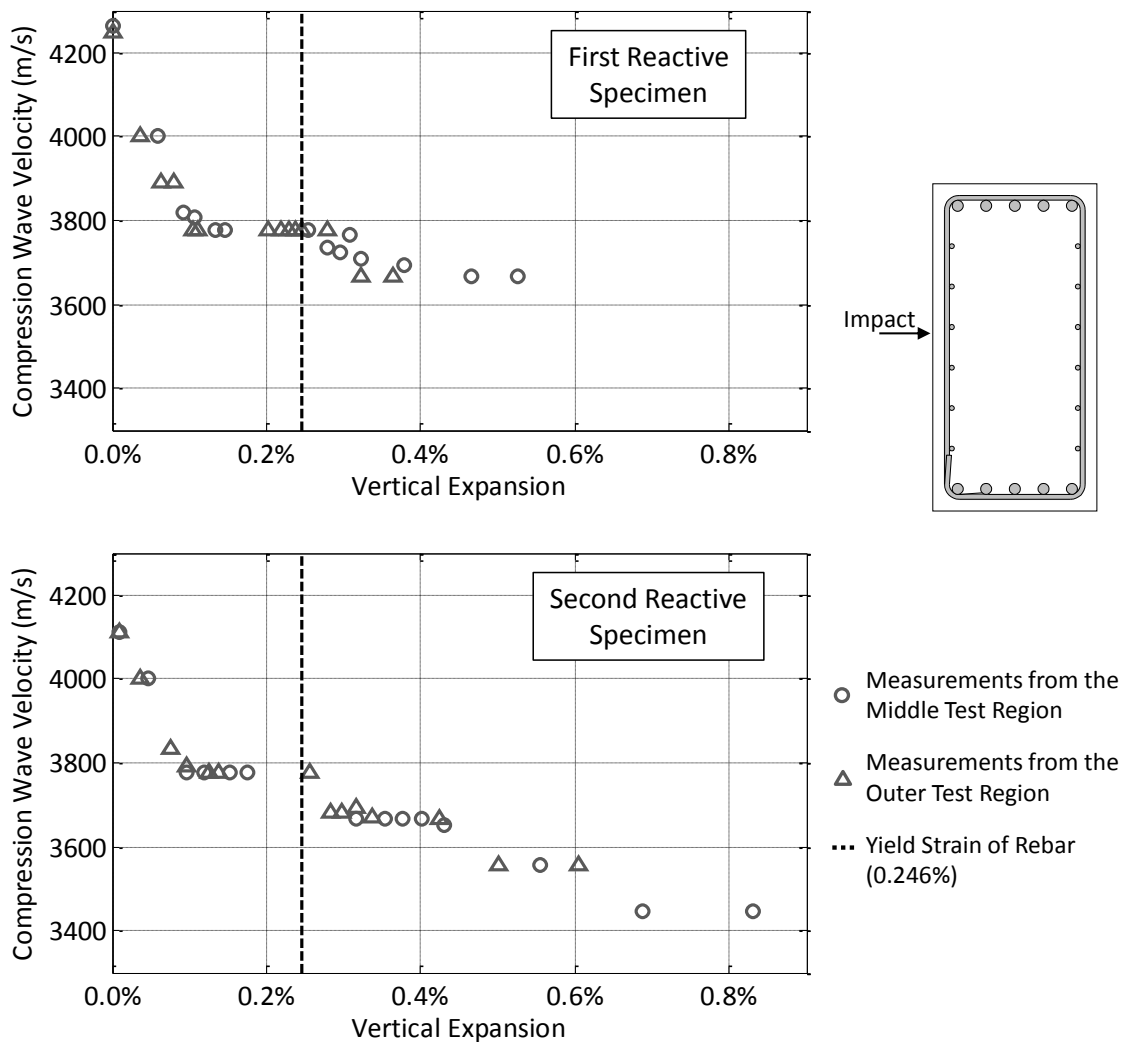 Compression Wave Velocity (m/s)
4200
4000
3800
3600
3400
First Reactive
Specimen
0.0%
0.2%
0.4%
0.6%
0.8%
Vertical Expansion
Impact
Compression Wave Velocity (m/s)
4200
4000
3800
3600
3400
Second Reactive
Specimen
0.0%
0.2%
0.4%
0.6%
0.8%
Vertical Expansion
Measurements from the
Middle Test Region
Measurements from the
Outer Test Region
Yield Strain of Rebar
(0.246%)